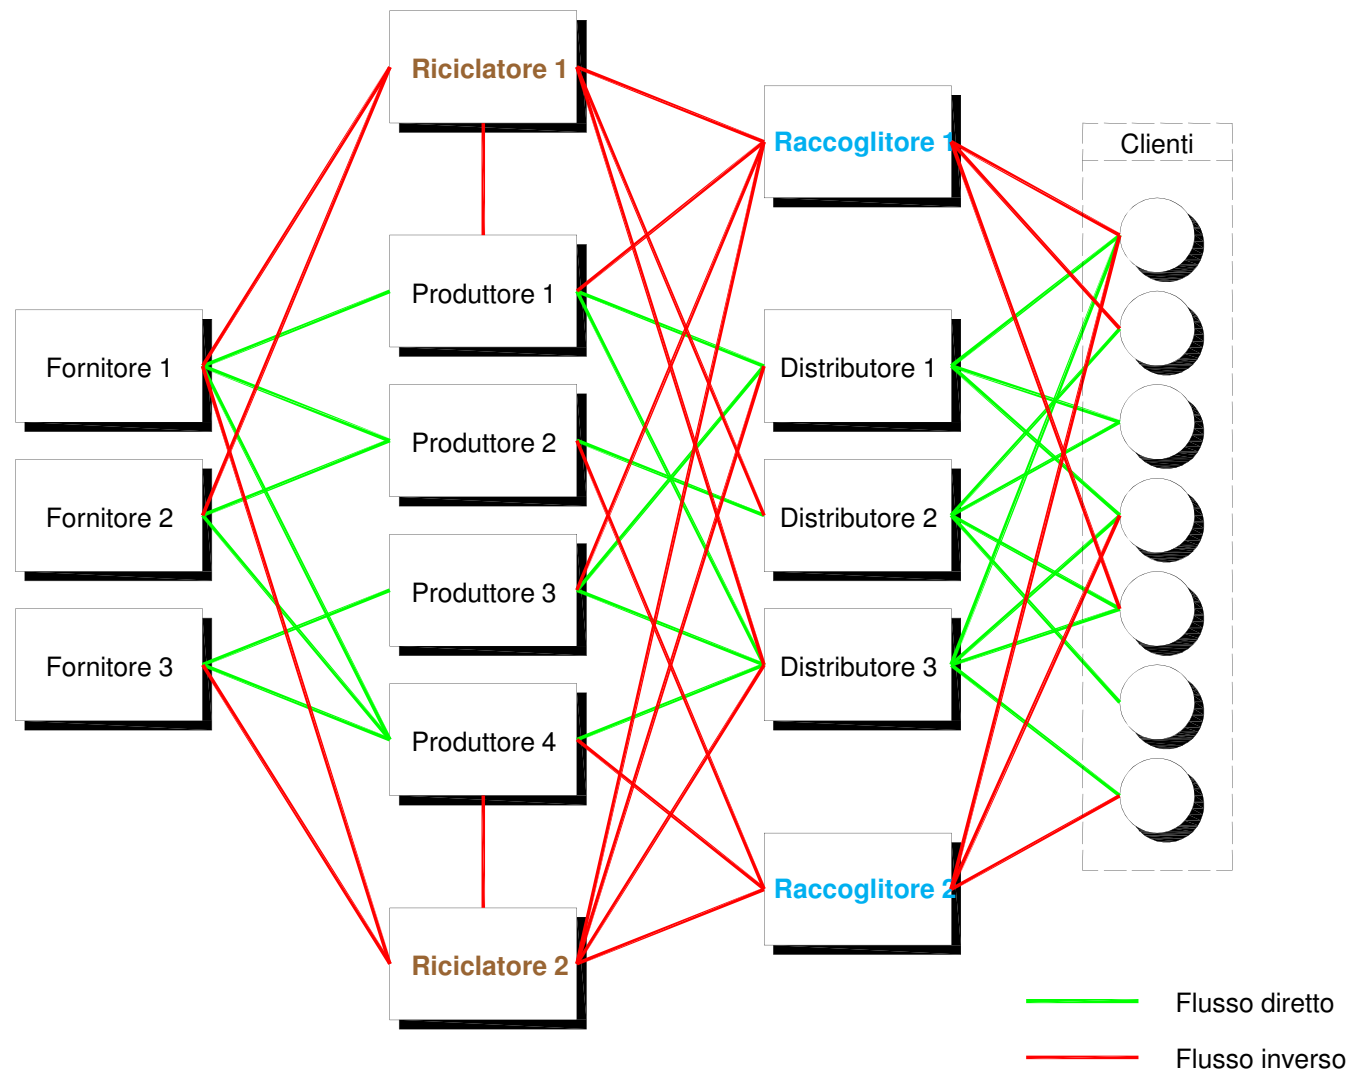 Riciclatore 1
Raccoglitore 1
Clienti
Produttore 1
Fornitore 1
Distributore 1
Produttore 2
Fornitore 2
Distributore 2
Produttore 3
Fornitore 3
Distributore 3
Produttore 4
Raccoglitore 2
Riciclatore 2
Flusso diretto
Flusso inverso